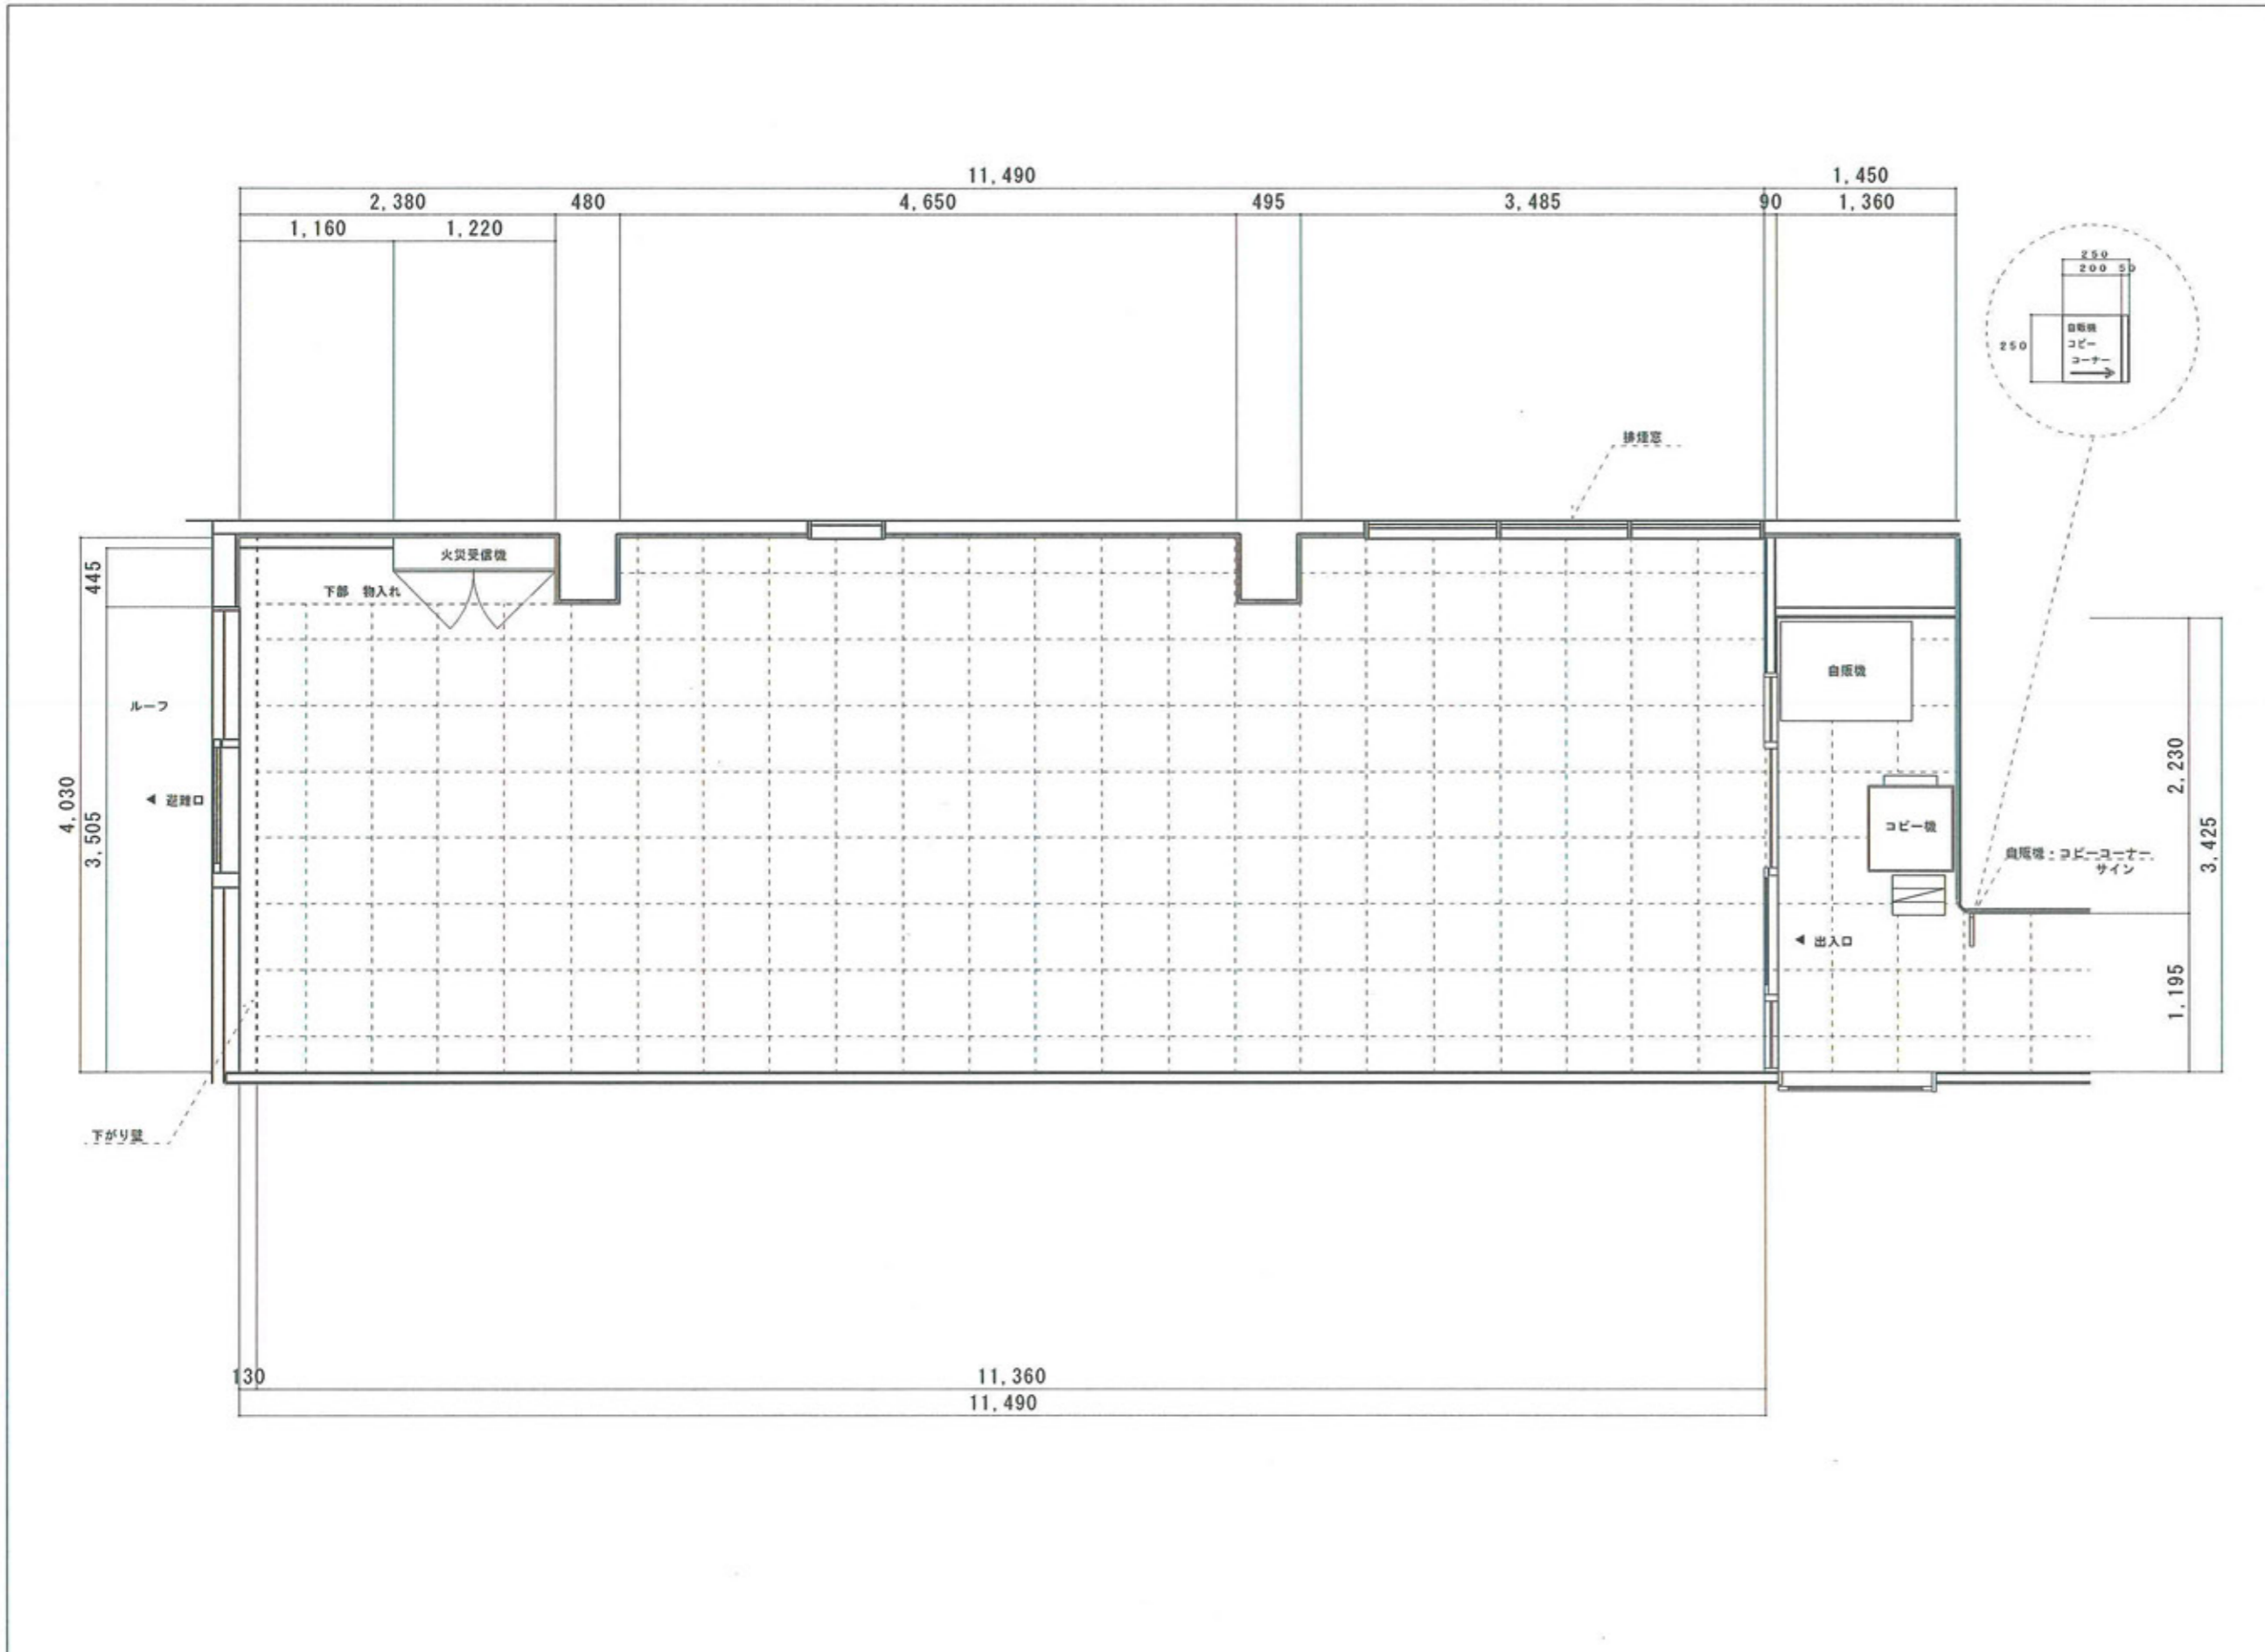 11,490
1,450
2,380
480
4,650
495
3,485
90
1,360
1,160
1,220
250
200 50
250
自販機
コピー
コーナー
排煙窓
火災受信機
下部 物入れ
445
4,030
3,505
ルーフ
◀ 避難口
自販機
コピー機
自販機・コピーコーナー
サイン
◀ 出入口
2,230
3,425
1,195
下がり壁
130
11,360
11,490